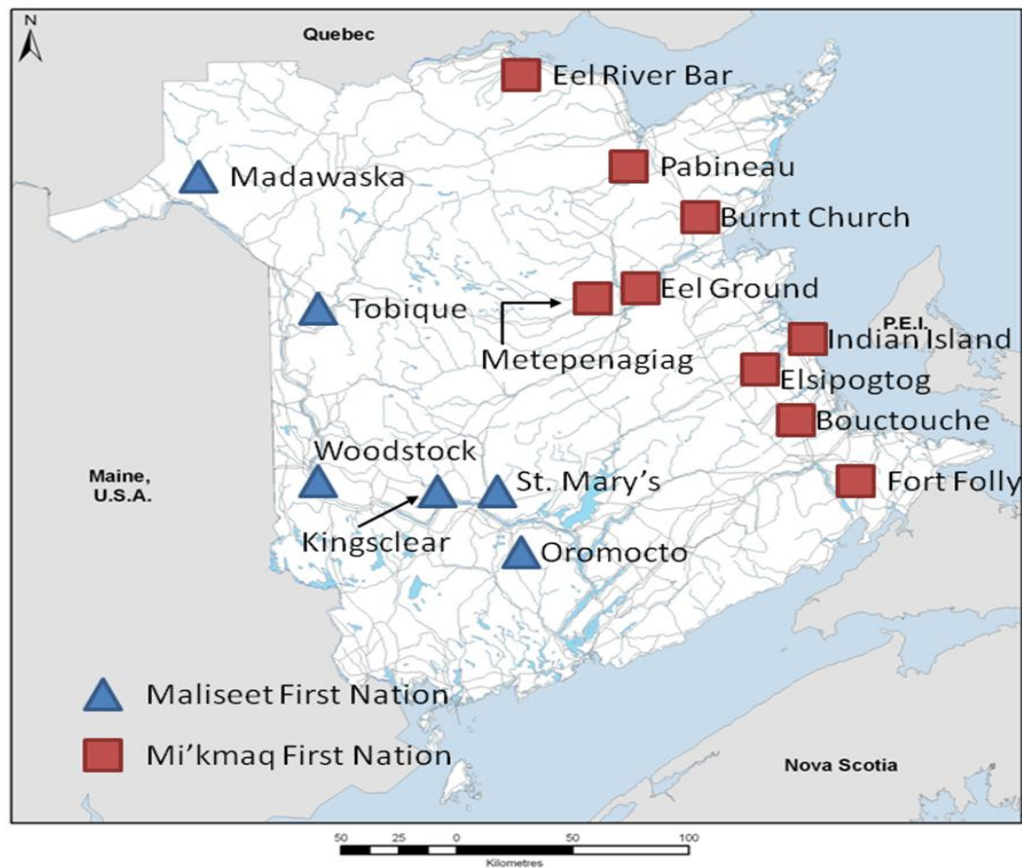 N
Quebec
Eel River Bar
Pabineau
Madawaska
Burnt Church
Eel Ground
Tobique
P.E.I.
Indian Island
Metepenagiag
Elsipogtog
Bouctouche
Woodstock
Maine,
U.S.A.
St. Mary's
Fort Folly
Kingsclear
Oromocto
Maliseet First Nation
Mi'kmaq First Nation
Nova Scotia
50 25 0 50 100
Kilometres